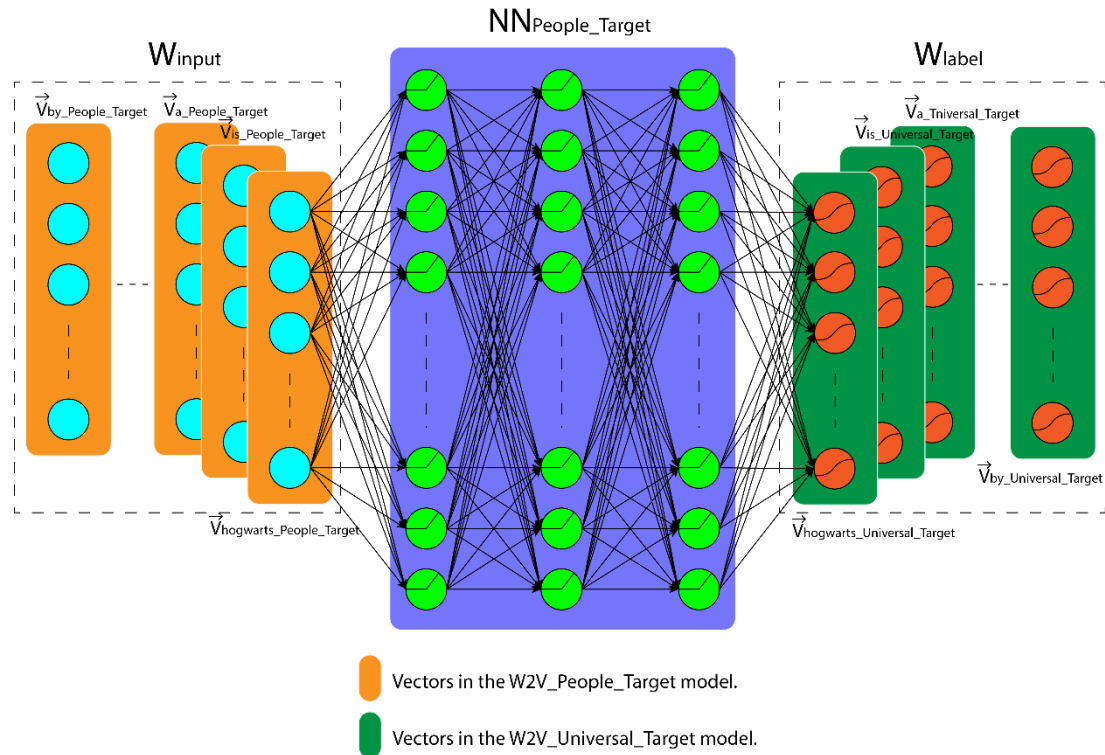 NNPeople_Target
Winput
Wlabel
Vby_People_Target
Va_People_Target
Vis_People_Target
Va_Tniversal_Target
Vis_Universal_Target
Vby_Universal_Target
Vhogwarts_People_Target
Vhogwarts_Universal_Target
Vectors in the W2V_People_Target model.
Vectors in the W2V_Universal_Target model.